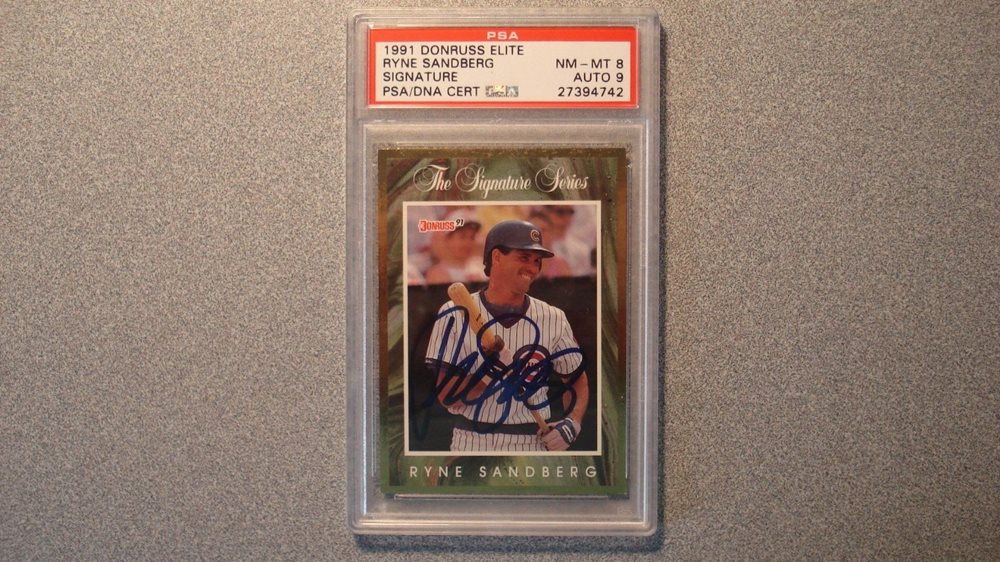 PSA
1991 DONRUSS ELITE
RYNE SANDBERG NM - MT 8
SIGNATURE AUTO 9
PSA/DNA CERT 27394742
The Signature Series
DONRUSS 91
C
RYNE SANDBERG